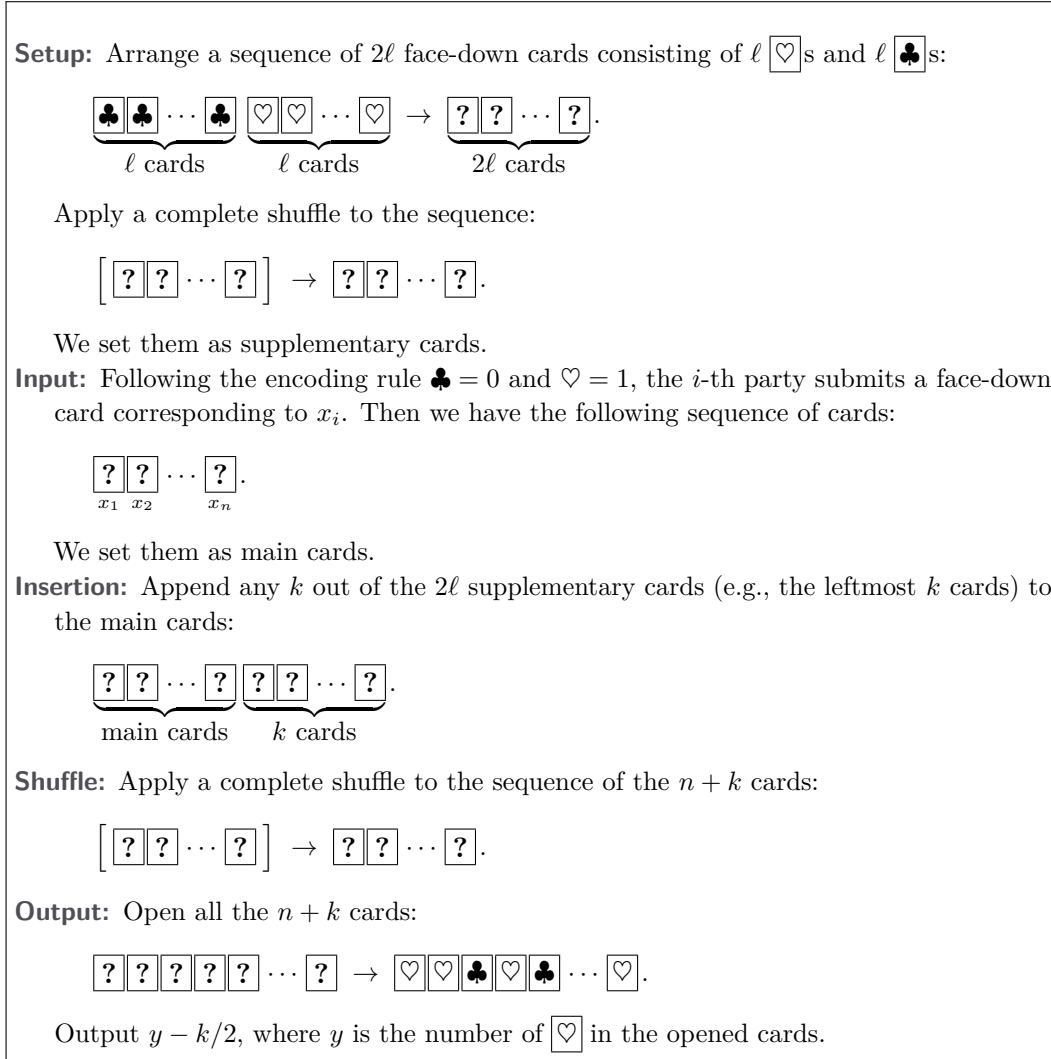 Setup: Arrange a sequence of 2ℓ face-down cards consisting of ℓ ♡s and ℓ ♣s:
♣♣ ⋯ ♣ ♡♡ ⋯ ♡ → ??⋯?.
ℓ cards ℓ cards 2ℓ cards
Apply a complete shuffle to the sequence:
[ ??⋯? ] → ??⋯?.
We set them as supplementary cards.
Input: Following the encoding rule ♣ = 0 and ♡ = 1, the i-th party submits a face-down
card corresponding to xᵢ. Then we have the following sequence of cards:
??⋯?.
x₁ x₂ xₙ
We set them as main cards.
Insertion: Append any k out of the 2ℓ supplementary cards (e.g., the leftmost k cards) to
the main cards:
??⋯? ??⋯?.
main cards k cards
Shuffle: Apply a complete shuffle to the sequence of the n + k cards:
[ ??⋯? ] → ??⋯?.
Output: Open all the n + k cards:
?????⋯? → ♡♡♣♡♣⋯♡.
Output y − k/2, where y is the number of ♡ in the opened cards.